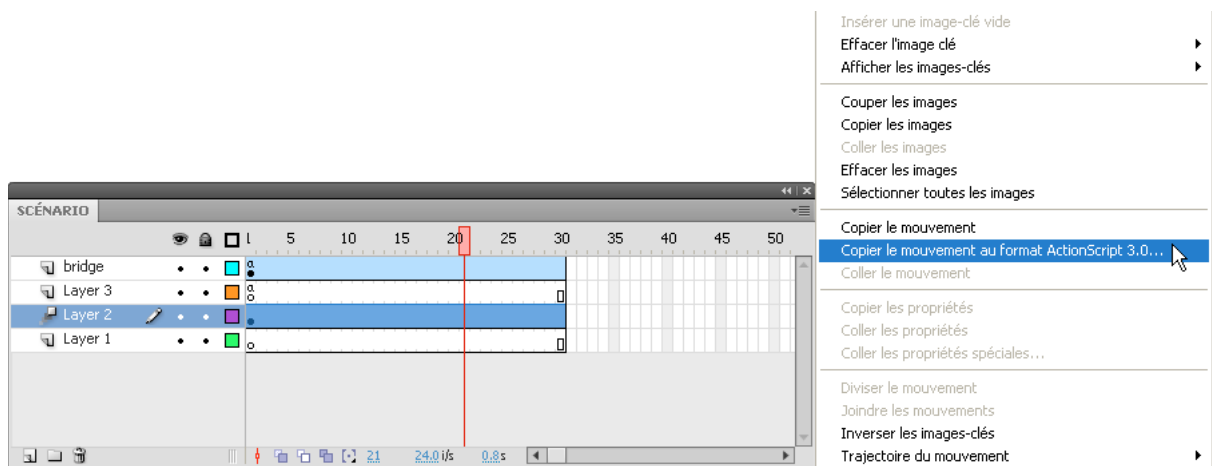 SCÉNARIO
1 5 10 15 20 25 30 35 40 45 50
bridge
a
Layer 3
a
Layer 2
Layer 1
21 24.0 i/s 0.8s
Insérer une image-clé vide
Effacer l'image clé
Afficher les images-clés
Couper les images
Copier les images
Coller les images
Effacer les images
Sélectionner toutes les images
Copier le mouvement
Copier le mouvement au format ActionScript 3.0...
Coller le mouvement
Copier les propriétés
Coller les propriétés
Coller les propriétés spéciales...
Diviser le mouvement
Joindre les mouvements
Inverser les images-clés
Trajectoire du mouvement